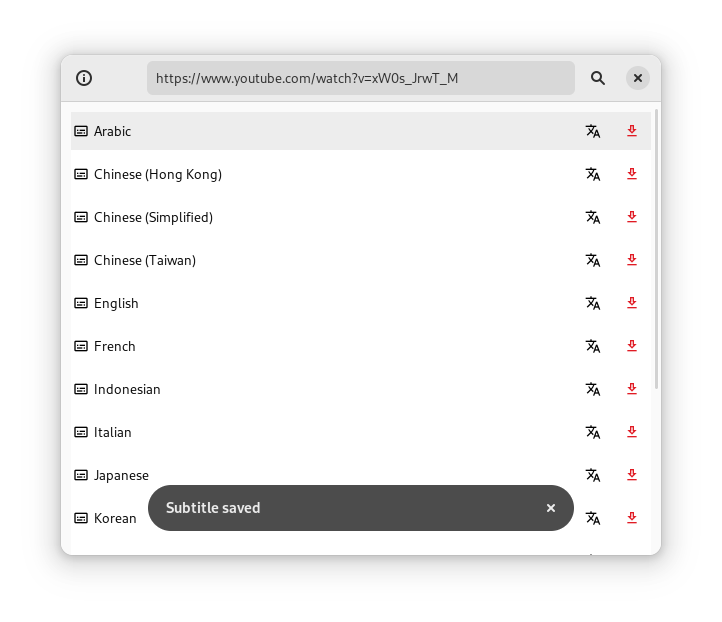 https://www.youtube.com/watch?v=xW0s_JrwT_M
Arabic
Chinese (Hong Kong)
Chinese (Simplified)
Chinese (Taiwan)
English
French
Indonesian
Italian
Japanese
Korean
Subtitle saved